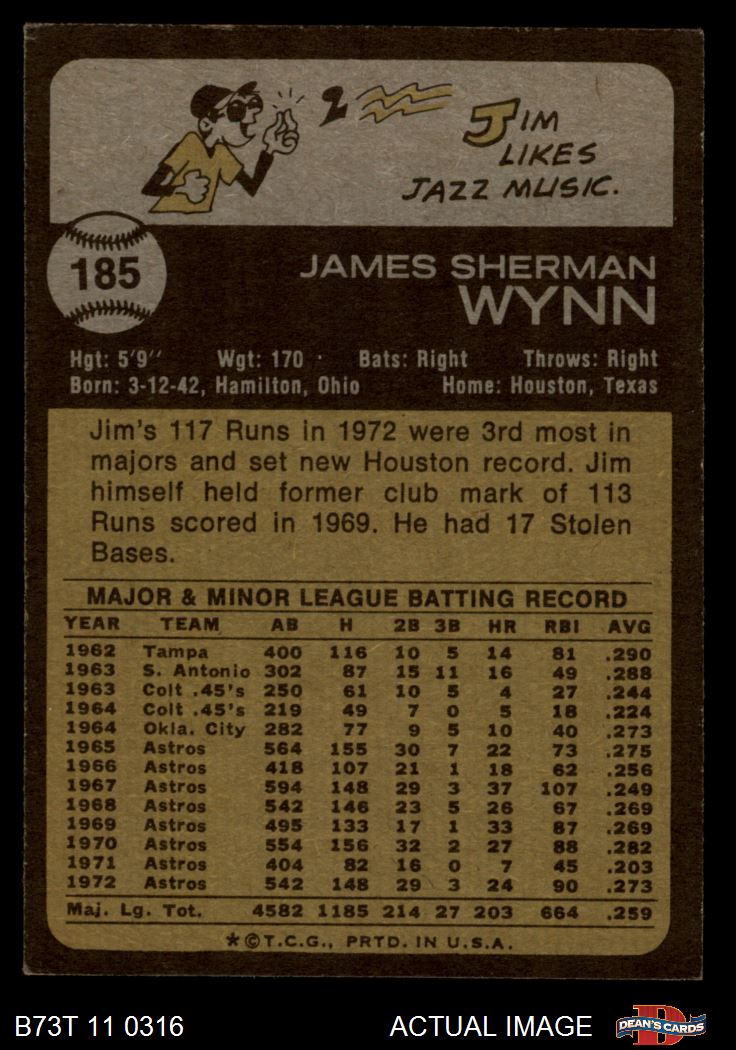 2
JIM
LIKES
JAZZ MUSIC.
185
JAMES SHERMAN
WYNN
Hgt: 5'9" Wgt: 170 Bats: Right Throws: Right
Born: 3-12-42, Hamilton, Ohio Home: Houston, Texas
Jim's 117 Runs in 1972 were 3rd most in
majors and set new Houston record. Jim
himself held former club mark of 113
Runs scored in 1969. He had 17 Stolen
Bases.
MAJOR & MINOR LEAGUE BATTING RECORD
YEAR TEAM AB H 2B 3B HR RBI AVG
1962 Tampa 400 116 10 5 14 81 .290
1963 S. Antonio 302 87 15 11 16 49 .288
1963 Colt .45's 250 61 10 5 4 27 .244
1964 Colt .45's 219 49 7 0 5 18 .224
1964 Okla. City 282 77 9 5 10 40 .273
1965 Astros 564 155 30 7 22 73 .275
1966 Astros 418 107 21 1 18 62 .256
1967 Astros 594 148 29 3 37 107 .249
1968 Astros 542 146 23 5 26 67 .269
1969 Astros 495 133 17 1 33 87 .269
1970 Astros 554 156 32 2 27 88 .282
1971 Astros 404 82 16 0 7 45 .203
1972 Astros 542 148 29 3 24 90 .273
Maj. Lg. Tot. 4582 1185 214 27 203 664 .259
*©T.C.G., PRTD. IN U.S.A.
B73T 11 0316 ACTUAL IMAGE D DEAN'S CARDS